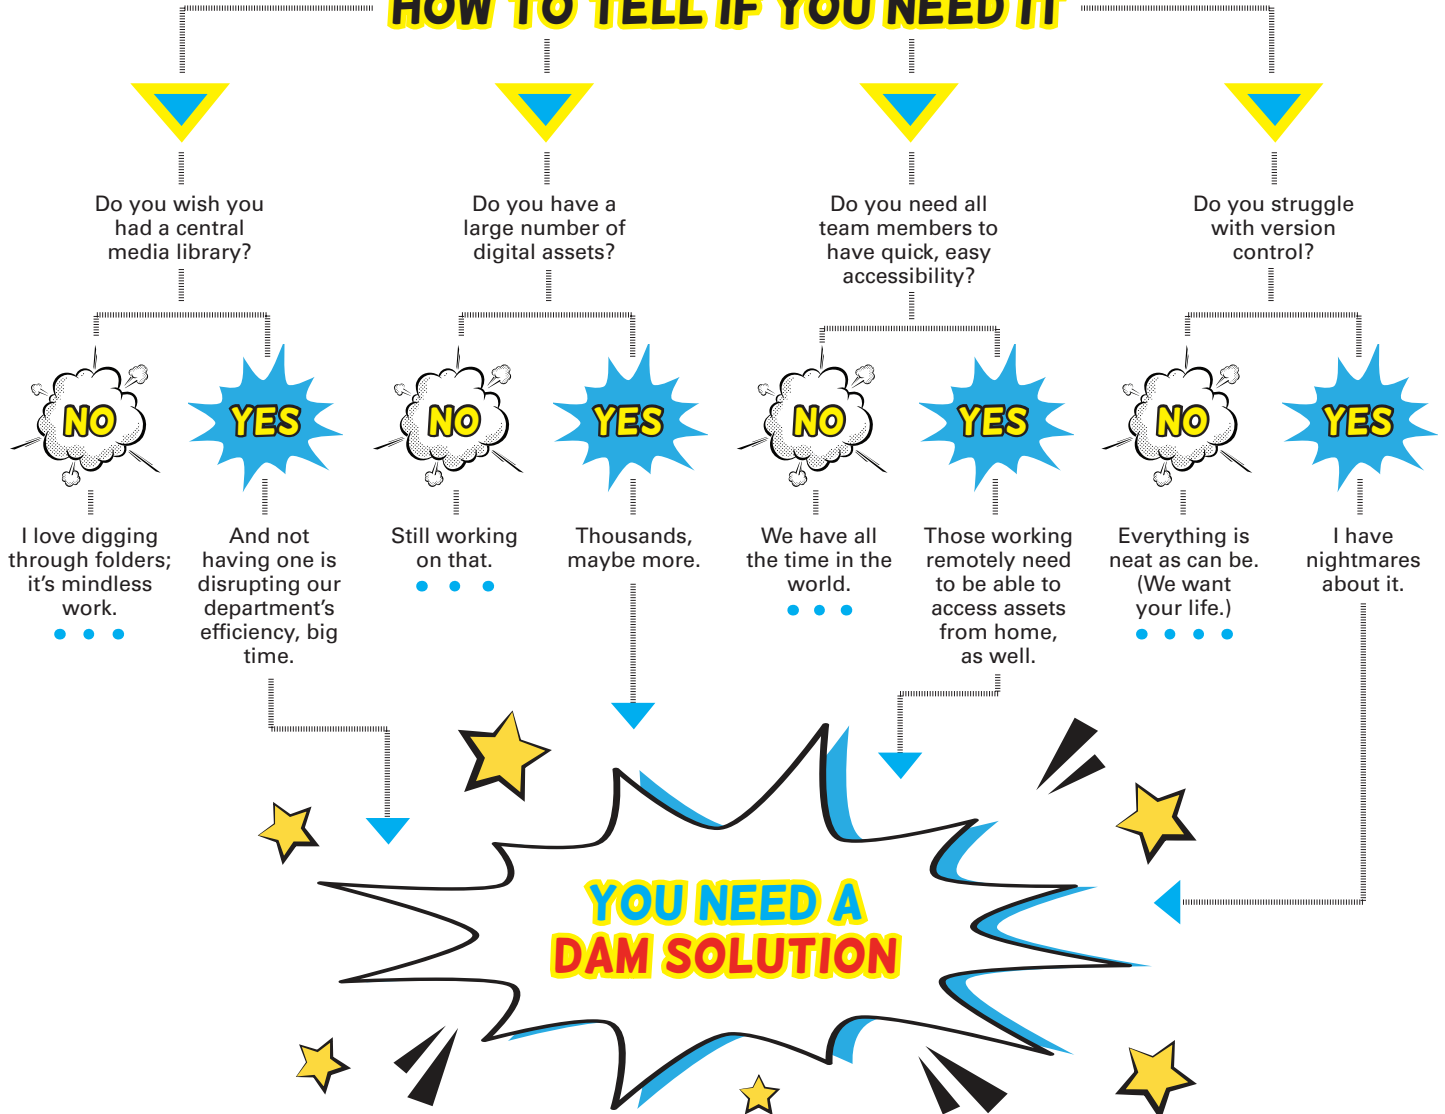 HOW TO TELL IF YOU NEED IT
Do you wish you
had a central
media library?
NO
I love digging
through folders;
it's mindless
work.
YES
And not
having one is
disrupting our
department's
efficiency, big
time.
Do you have a
large number of
digital assets?
NO
Still working
on that.
YES
Thousands,
maybe more.
Do you need all
team members to
have quick, easy
accessibility?
NO
We have all
the time in the
world.
YES
Those working
remotely need
to be able to
access assets
from home,
as well.
Do you struggle
with version
control?
NO
Everything is
neat as can be.
(We want
your life.)
YES
I have
nightmares
about it.
YOU NEED A
DAM SOLUTION